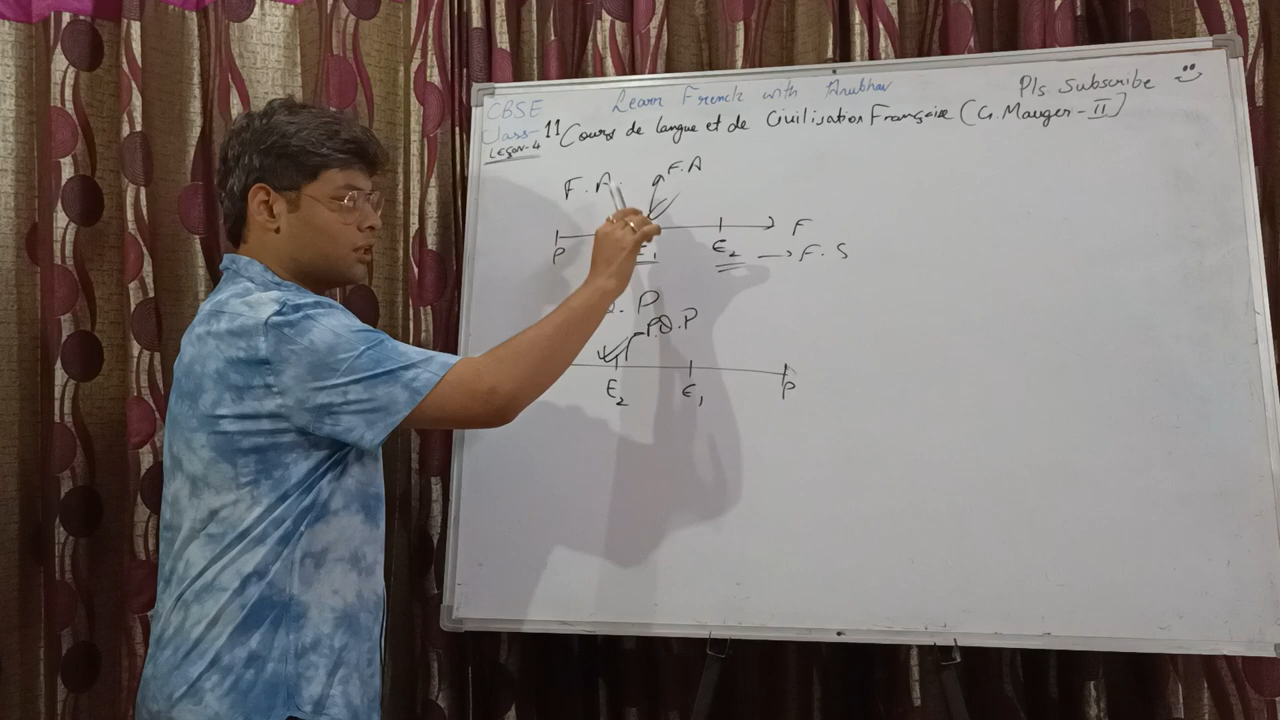 CBSE Learn French with Anubhav Pls Subscribe
Class-11 Cours de langue et de Civilisation Française (G. Mauger-II)
LEÇON-4
F.A. F.A
P E₁ E₂ F
→ F.S
Q.P
P.Q.P
E₂ E₁ P